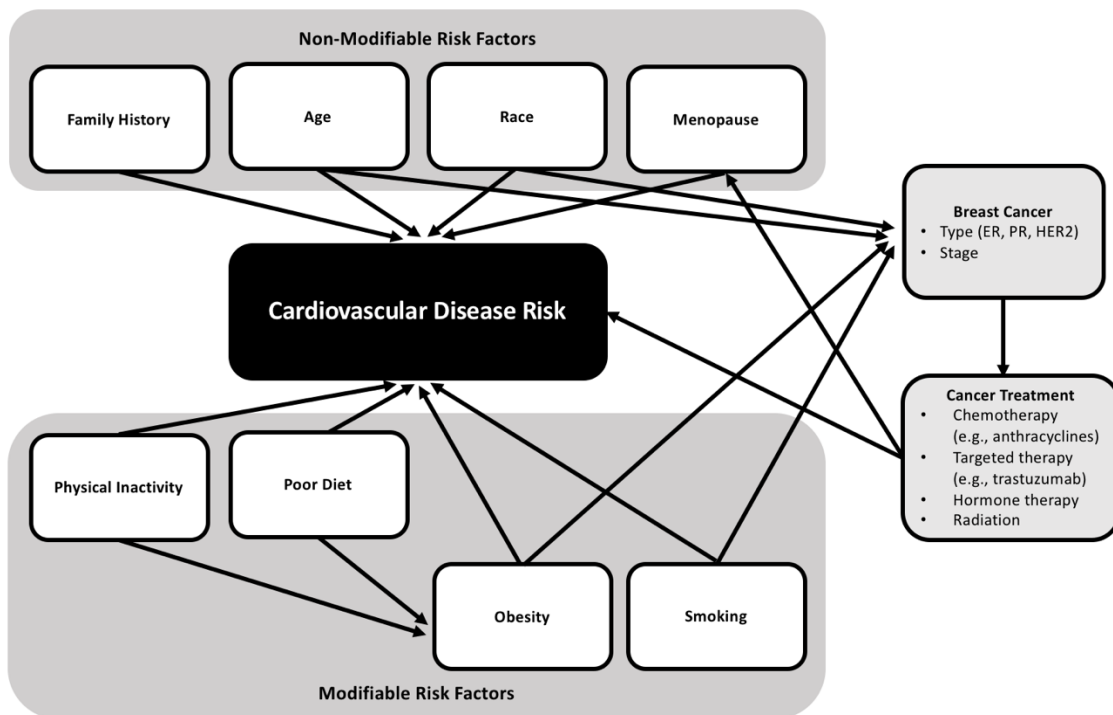 Non-Modifiable Risk Factors
Family History
Age
Race
Menopause
Breast Cancer
• Type (ER, PR, HER2)
• Stage
Cardiovascular Disease Risk
Cancer Treatment
• Chemotherapy
(e.g., anthracyclines)
• Targeted therapy
(e.g., trastuzumab)
• Hormone therapy
• Radiation
Physical Inactivity
Poor Diet
Obesity
Smoking
Modifiable Risk Factors